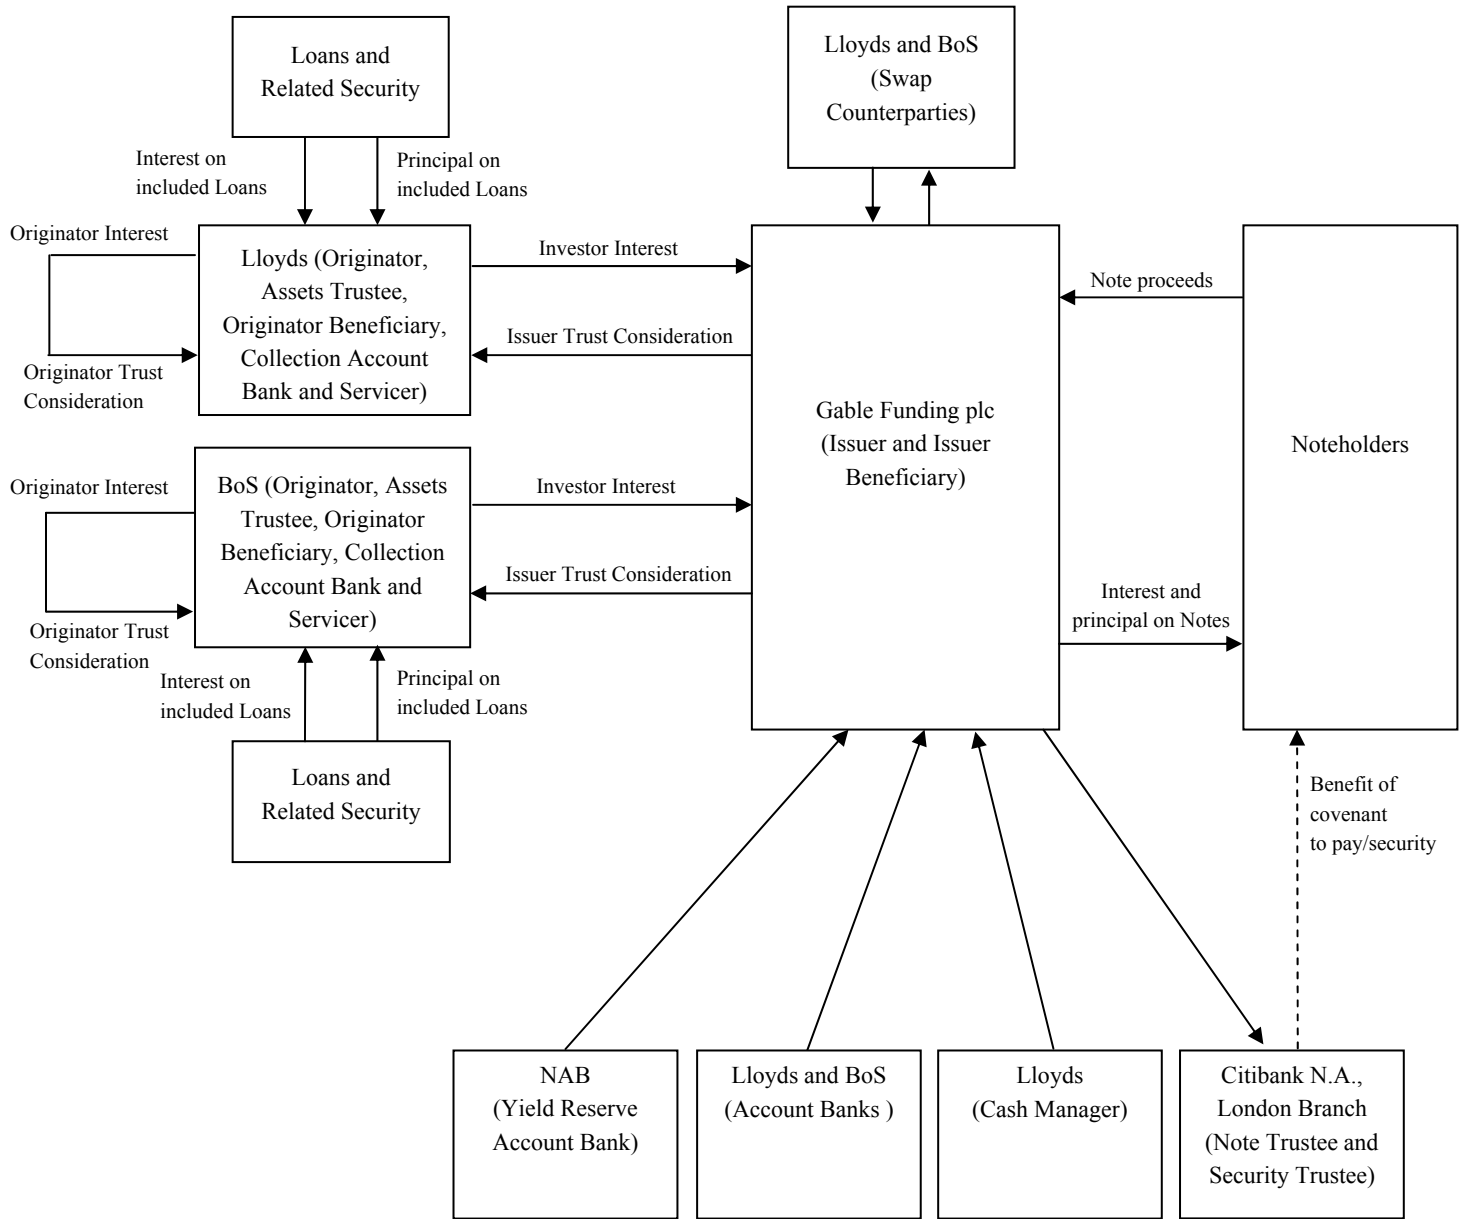 Loans and
Related Security
Lloyds and BoS
(Swap
Counterparties)
Interest on
included Loans
Principal on
included Loans
Originator Interest
Lloyds (Originator,
Assets Trustee,
Originator Beneficiary,
Collection Account
Bank and Servicer)
Originator Trust
Consideration
Investor Interest
Issuer Trust Consideration
Note proceeds
Gable Funding plc
(Issuer and Issuer
Beneficiary)
Noteholders
Originator Interest
BoS (Originator, Assets
Trustee, Originator
Beneficiary, Collection
Account Bank and
Servicer)
Originator Trust
Consideration
Investor Interest
Issuer Trust Consideration
Interest and
principal on Notes
Interest on
included Loans
Principal on
included Loans
Loans and
Related Security
Benefit of
covenant
to pay/security
NAB
(Yield Reserve
Account Bank)
Lloyds and BoS
(Account Banks )
Lloyds
(Cash Manager)
Citibank N.A.,
London Branch
(Note Trustee and
Security Trustee)